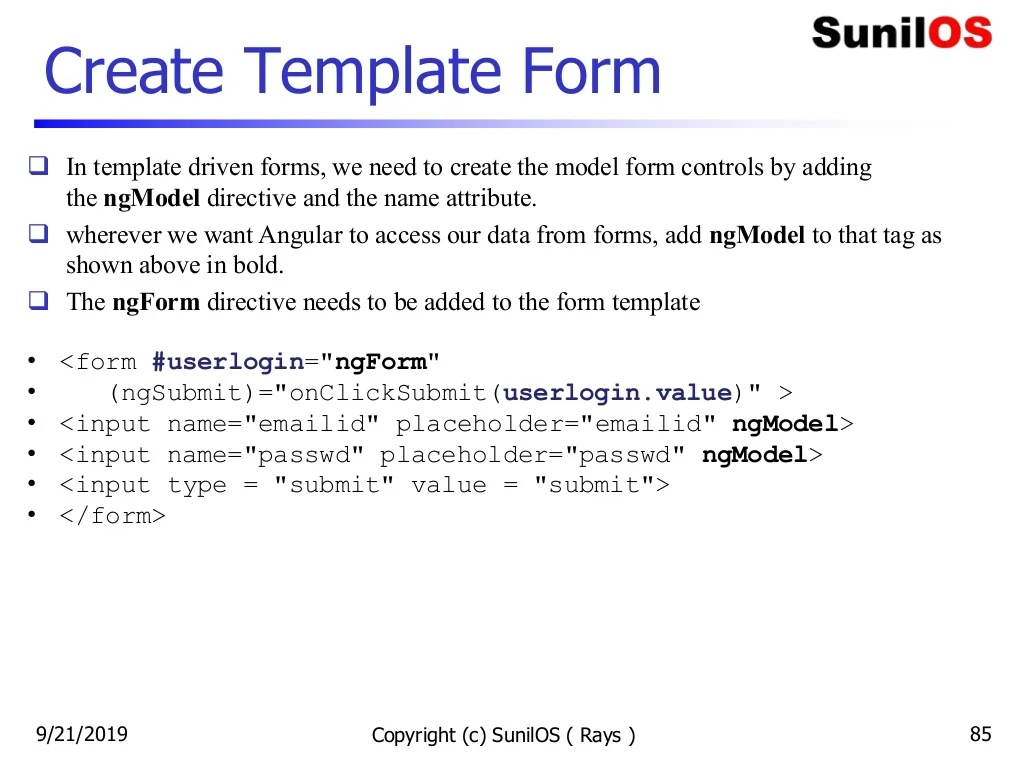 SunilOS
Create Template Form
❑ In template driven forms, we need to create the model form controls by adding
the ngModel directive and the name attribute.
❑ wherever we want Angular to access our data from forms, add ngModel to that tag as
shown above in bold.
❑ The ngForm directive needs to be added to the form template
• <form #userlogin="ngForm"
• (ngSubmit)="onClickSubmit(userlogin.value)" >
• <input name="emailid" placeholder="emailid" ngModel>
• <input name="passwd" placeholder="passwd" ngModel>
• <input type = "submit" value = "submit">
• </form>
9/21/2019 Copyright (c) SunilOS ( Rays ) 85